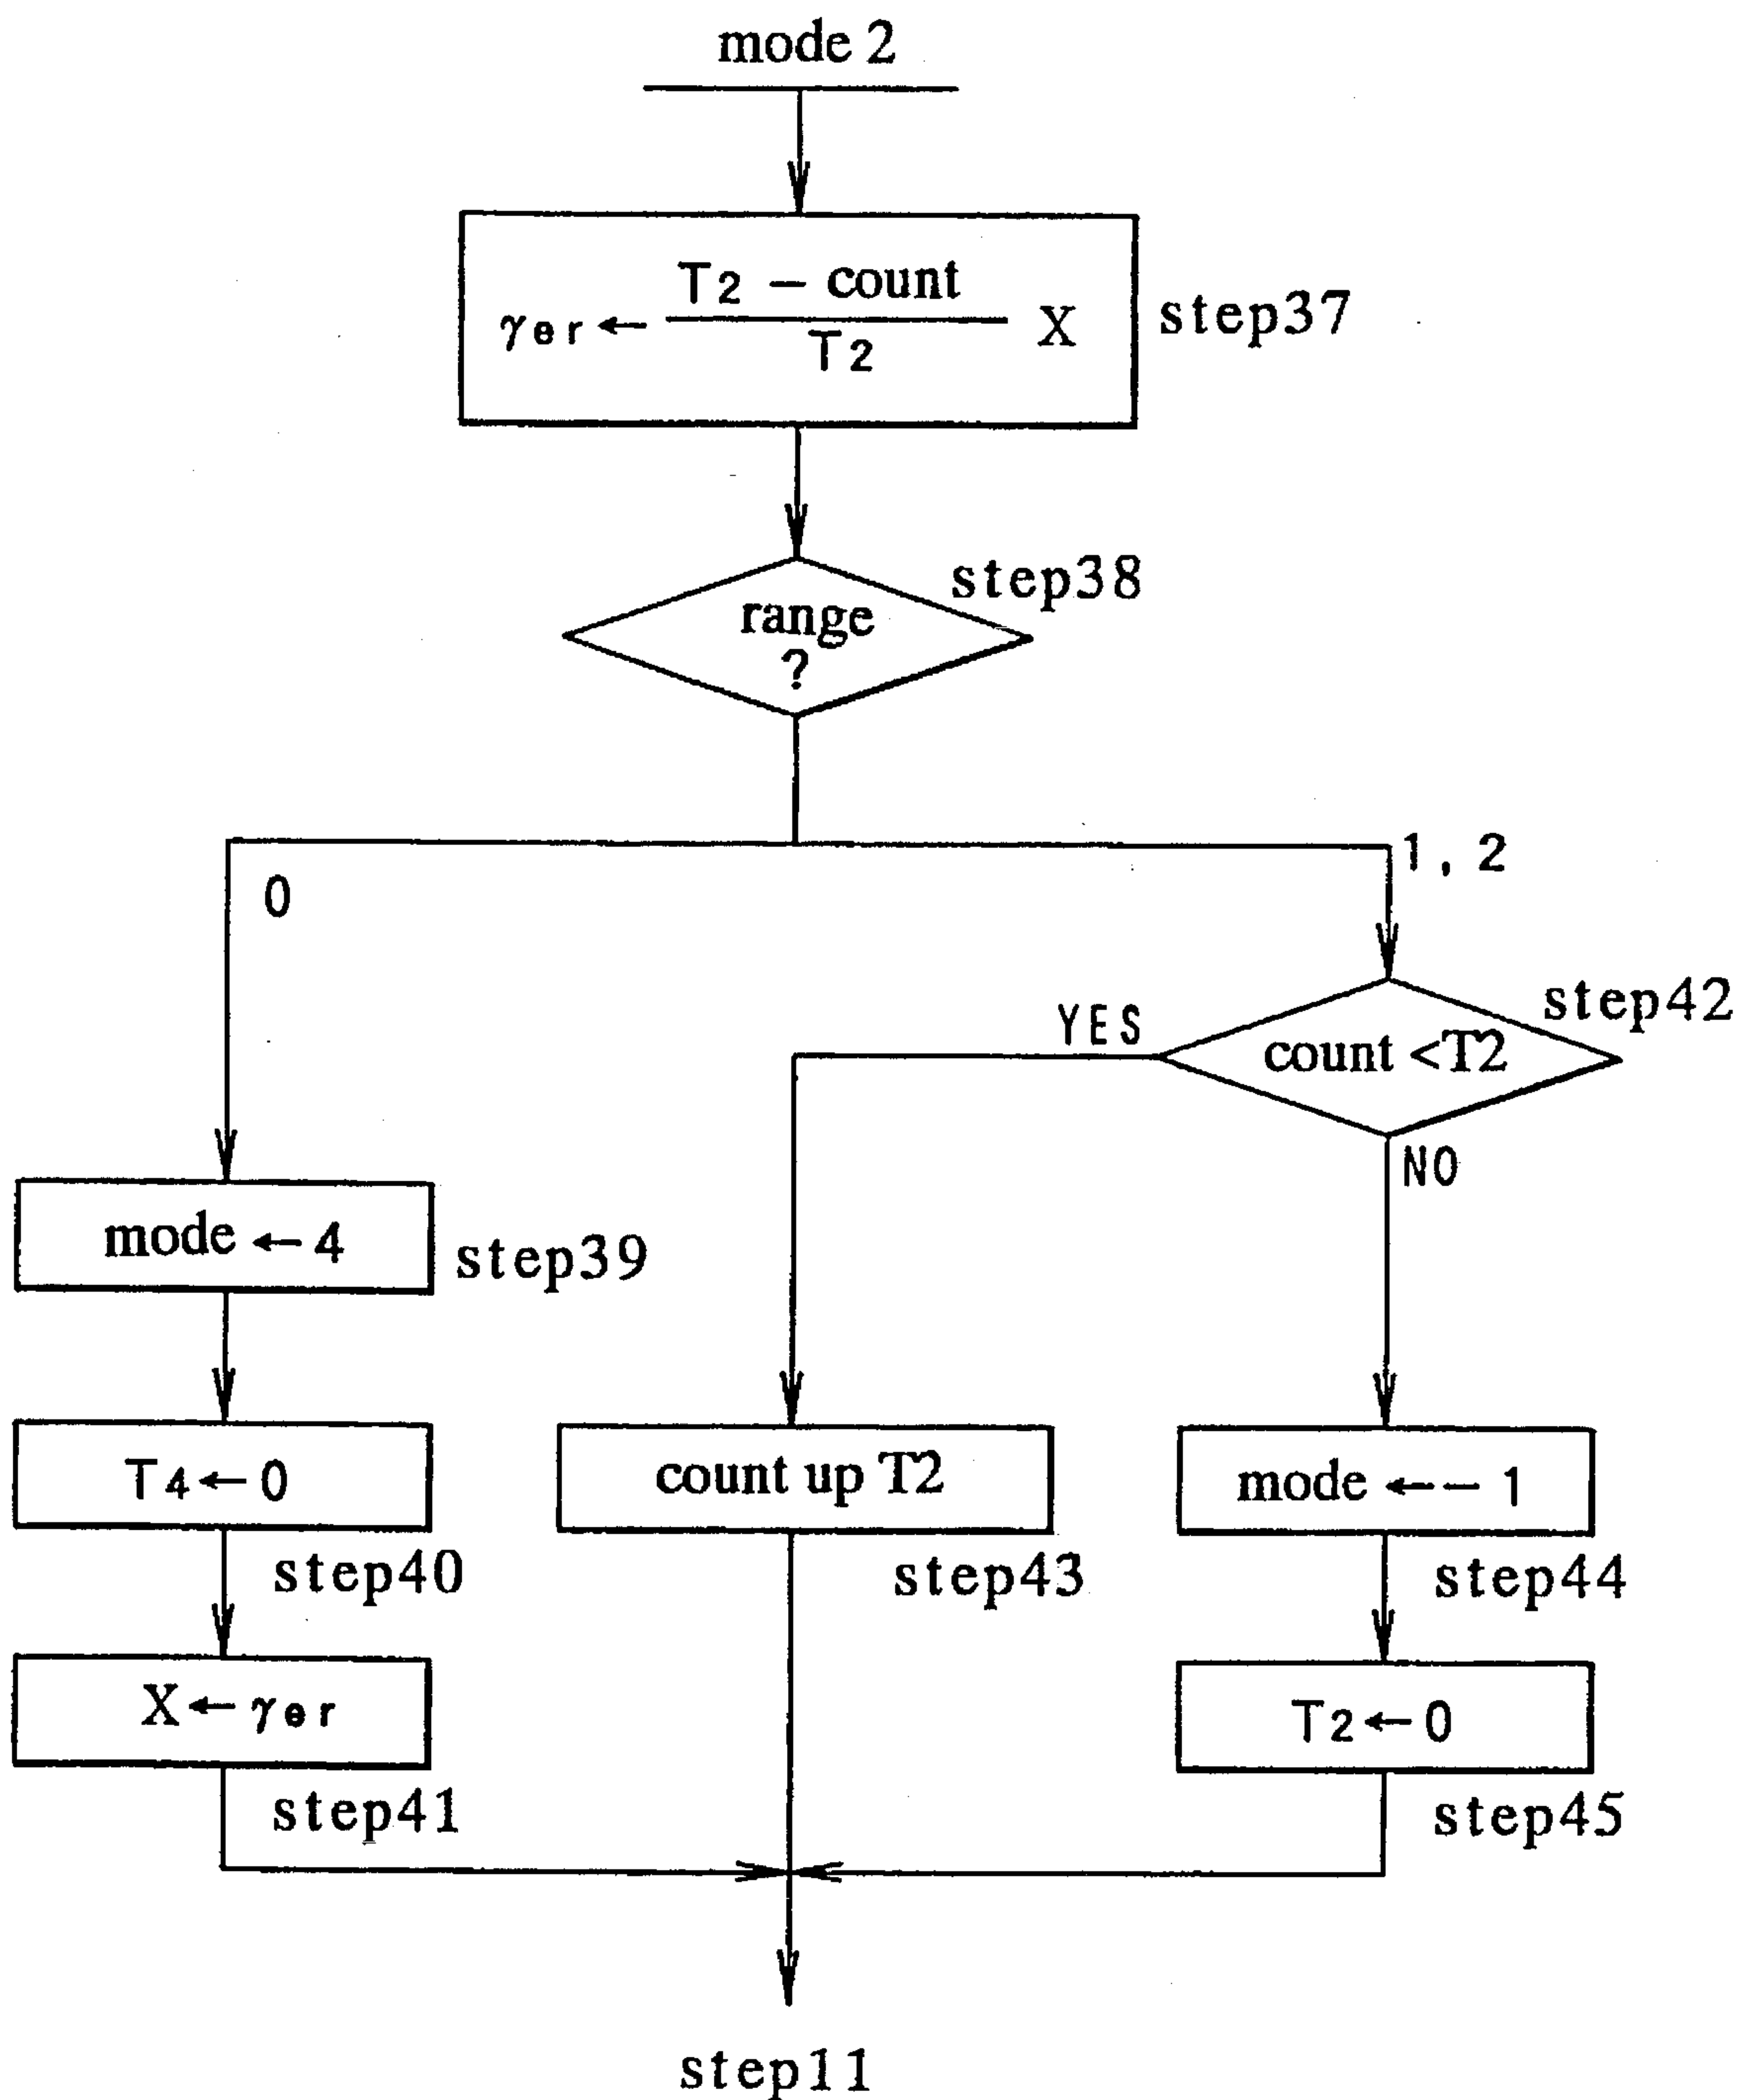 mode 2
T2 − count
γer ← ――― X
T2
step37
step38
range
?
0
1, 2
step42
YES
count <T2
NO
mode ← 4
step39
T4 ← 0
count up T2
mode ←− 1
step40
step43
step44
X ← γer
T2 ← 0
step41
step45
step11